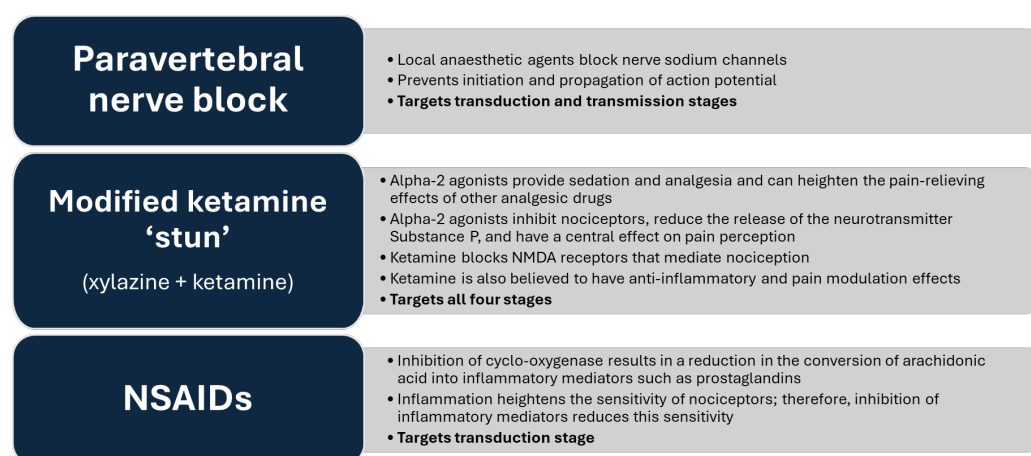 Paravertebral
nerve block
• Local anaesthetic agents block nerve sodium channels
• Prevents initiation and propagation of action potential
• Targets transduction and transmission stages
Modified ketamine
‘stun’
(xylazine + ketamine)
• Alpha-2 agonists provide sedation and analgesia and can heighten the pain-relieving
effects of other analgesic drugs
• Alpha-2 agonists inhibit nociceptors, reduce the release of the neurotransmitter
Substance P, and have a central effect on pain perception
• Ketamine blocks NMDA receptors that mediate nociception
• Ketamine is also believed to have anti-inflammatory and pain modulation effects
• Targets all four stages
NSAIDs
• Inhibition of cyclo-oxygenase results in a reduction in the conversion of arachidonic
acid into inflammatory mediators such as prostaglandins
• Inflammation heightens the sensitivity of nociceptors; therefore, inhibition of
inflammatory mediators reduces this sensitivity
• Targets transduction stage